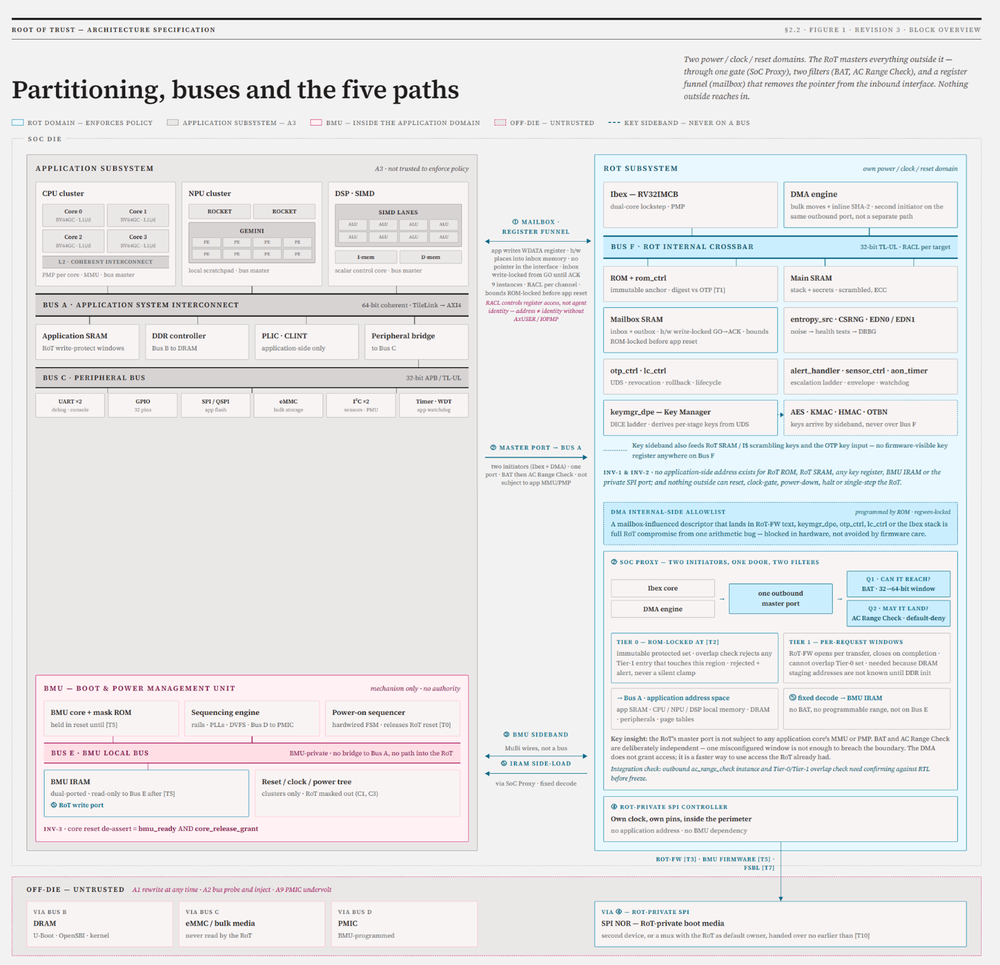 ROOT OF TRUST — ARCHITECTURE SPECIFICATION
§2.2 · FIGURE 1 · REVISION 3 · BLOCK OVERVIEW
Partitioning, buses and the five paths
Two power / clock / reset domains. The RoT masters everything outside it —
through one gate (SoC Proxy), two filters (BAT, AC Range Check), and a register
funnel (mailbox) that removes the pointer from the inbound interface. Nothing
outside reaches in.
ROT DOMAIN — ENFORCES POLICY
APPLICATION SUBSYSTEM — A3
BMU — INSIDE THE APPLICATION DOMAIN
OFF-DIE — UNTRUSTED
KEY SIDEBAND — NEVER ON A BUS
SOC DIE
APPLICATION SUBSYSTEM
A3 · not trusted to enforce policy
CPU cluster
Core 0
RV64GC · L1i/d
Core 1
RV64GC · L1i/d
Core 2
RV64GC · L1i/d
Core 3
RV64GC · L1i/d
L2 · COHERENT INTERCONNECT
PMP per core · MMU · bus master
NPU cluster
ROCKET
ROCKET
GEMINI
PE
PE
PE
PE
PE
PE
PE
PE
local scratchpad · bus master
DSP · SIMD
SIMD LANES
ALU
ALU
ALU
ALU
ALU
ALU
ALU
ALU
I-mem
D-mem
scalar control core · bus master
BUS A · APPLICATION SYSTEM INTERCONNECT
64-bit coherent · TileLink → AXI4
Application SRAM
RoT write-protect windows
DDR controller
Bus B to DRAM
PLIC · CLINT
application-side only
Peripheral bridge
to Bus C
BUS C · PERIPHERAL BUS
32-bit APB / TL-UL
UART ×2
debug · console
GPIO
32 pins
SPI / QSPI
app flash
eMMC
bulk storage
I²C ×2
sensors · PMU
Timer · WDT
app watchdog
BMU — BOOT & POWER MANAGEMENT UNIT
mechanism only · no authority
BMU core + mask ROM
held in reset until [T5]
Sequencing engine
rails · PLLs · DVFS · Bus D to PMIC
Power-on sequencer
hardwired FSM · releases RoT reset [T0]
BUS E · BMU LOCAL BUS
BMU-private · no bridge to Bus A, no path into the RoT
BMU IRAM
dual-ported · read-only to Bus E after [T5]
⑤ RoT write port
Reset / clock / power tree
clusters only · RoT masked out (C1, C3)
INV-3 · core reset de-assert = bmu_ready AND core_release_grant
① MAILBOX ·
REGISTER FUNNEL
app writes WDATA register · h/w
places into inbox memory · no
pointer in the interface · inbox
write-locked from GO until ACK
9 instances · RACL per channel ·
bounds ROM-locked before app reset
RACL controls register access, not agent
identity — address ≠ identity without
AxUSER / IOPMP
② MASTER PORT → BUS A
two initiators (Ibex + DMA) · one
port · BAT then AC Range Check · not
subject to app MMU/PMP
③ BMU SIDEBAND
MuBi wires, not a bus
⑤ IRAM SIDE-LOAD
via SoC Proxy · fixed decode
ROT SUBSYSTEM
own power / clock / reset domain
Ibex — RV32IMCB
dual-core lockstep · PMP
DMA engine
bulk moves + inline SHA-2 · second initiator on the
same outbound port, not a separate path
BUS F · ROT INTERNAL CROSSBAR
32-bit TL-UL · RACL per target
ROM + rom_ctrl
immutable anchor · digest vs OTP [T1]
Main SRAM
stack + secrets · scrambled, ECC
Mailbox SRAM
inbox + outbox · h/w write-locked GO→ACK · bounds
ROM-locked before app reset
entropy_src · CSRNG · EDN0 / EDN1
noise → health tests → DRBG
otp_ctrl · lc_ctrl
UDS · revocation · rollback · lifecycle
alert_handler · sensor_ctrl · aon_timer
escalation ladder · envelope · watchdog
keymgr_dpe — Key Manager
DICE ladder · derives per-stage keys from UDS
AES · KMAC · HMAC · OTBN
keys arrive by sideband, never over Bus F
Key sideband also feeds RoT SRAM / I$ scrambling keys and the OTP key input — no firmware-visible key
register anywhere on Bus F
INV-1 & INV-2 · no application-side address exists for RoT ROM, RoT SRAM, any key register, BMU IRAM or the
private SPI port; and nothing outside can reset, clock-gate, power-down, halt or single-step the RoT.
DMA INTERNAL-SIDE ALLOWLIST
programmed by ROM · regwen-locked
A mailbox-influenced descriptor that lands in RoT-FW text, keymgr_dpe, otp_ctrl, lc_ctrl or the Ibex stack is
full RoT compromise from one arithmetic bug — blocked in hardware, not avoided by firmware care.
② SOC PROXY — TWO INITIATORS, ONE DOOR, TWO FILTERS
Ibex core
DMA engine
→
one outbound
master port
→
Q1 · CAN IT REACH?
BAT · 32→64-bit window
Q2 · MAY IT LAND?
AC Range Check · default-deny
TIER 0 — ROM-LOCKED AT [T2]
immutable protected set · overlap check rejects any
Tier-1 entry that touches this region · rejected +
alert, never a silent clamp
TIER 1 — PER-REQUEST WINDOWS
RoT-FW opens per transfer, closes on completion ·
cannot overlap Tier-0 set · needed because DRAM
staging addresses are not known until DDR init
→ Bus A · application address space
app SRAM · CPU / NPU / DSP local memory · DRAM
· peripherals · page tables
⑤ fixed decode → BMU IRAM
no BAT, no programmable range, not on Bus E
Key insight: the RoT's master port is not subject to any application core's MMU or PMP. BAT and AC Range Check
are deliberately independent — one misconfigured window is not enough to breach the boundary. The DMA
does not grant access; it is a faster way to use access the RoT already had.
Integration check: outbound ac_range_check instance and Tier-0/Tier-1 overlap check need confirming against RTL
before freeze.
④ ROT-PRIVATE SPI CONTROLLER
Own clock, own pins, inside the perimeter
no application address · no BMU dependency
ROT-FW [T3] · BMU FIRMWARE [T5] ·
FSBL [T7]
OFF-DIE — UNTRUSTED
A1 rewrite at any time · A2 bus probe and inject · A9 PMIC undervolt
VIA BUS B
DRAM
U-Boot · OpenSBI · kernel
VIA BUS C
eMMC / bulk media
never read by the RoT
VIA BUS D
PMIC
BMU-programmed
VIA ④ — ROT-PRIVATE SPI
SPI NOR — RoT-private boot media
second device, or a mux with the RoT as default owner, handed over no earlier than [T10]